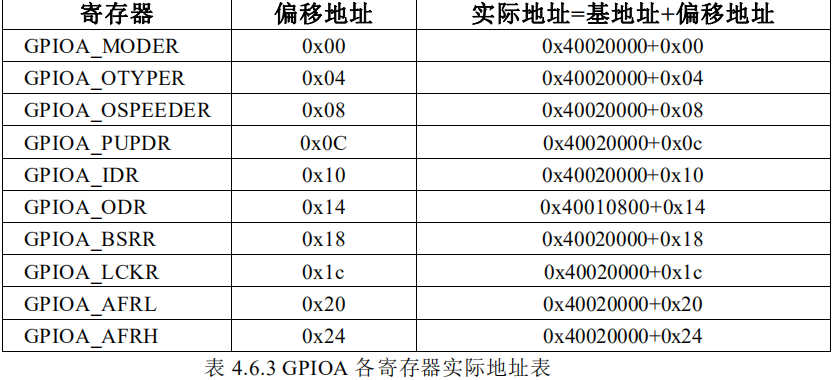 寄存器 偏移地址 实际地址=基地址+偏移地址
GPIOA_MODER 0x00 0x40020000+0x00
GPIOA_OTYPER 0x04 0x40020000+0x04
GPIOA_OSPEEDER 0x08 0x40020000+0x08
GPIOA_PUPDR 0x0C 0x40020000+0x0c
GPIOA_IDR 0x10 0x40020000+0x10
GPIOA_ODR 0x14 0x40010800+0x14
GPIOA_BSRR 0x18 0x40020000+0x18
GPIOA_LCKR 0x1c 0x40020000+0x1c
GPIOA_AFRL 0x20 0x40020000+0x20
GPIOA_AFRH 0x24 0x40020000+0x24
表 4.6.3 GPIOA 各寄存器实际地址表